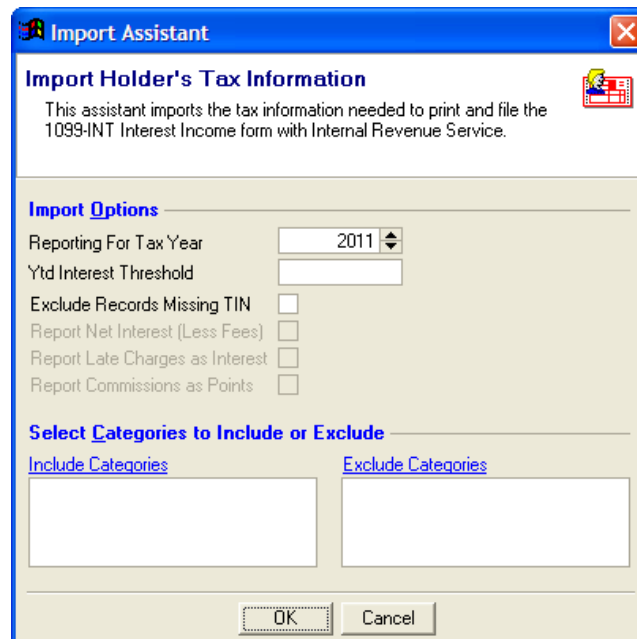 Import Assistant
Import Holder's Tax Information
This assistant imports the tax information needed to print and file the
1099-INT Interest Income form with Internal Revenue Service.
Import Options
Reporting For Tax Year 2011
Ytd Interest Threshold
Exclude Records Missing TIN
Report Net Interest (Less Fees)
Report Late Charges as Interest
Report Commissions as Points
Select Categories to Include or Exclude
Include Categories Exclude Categories
OK Cancel